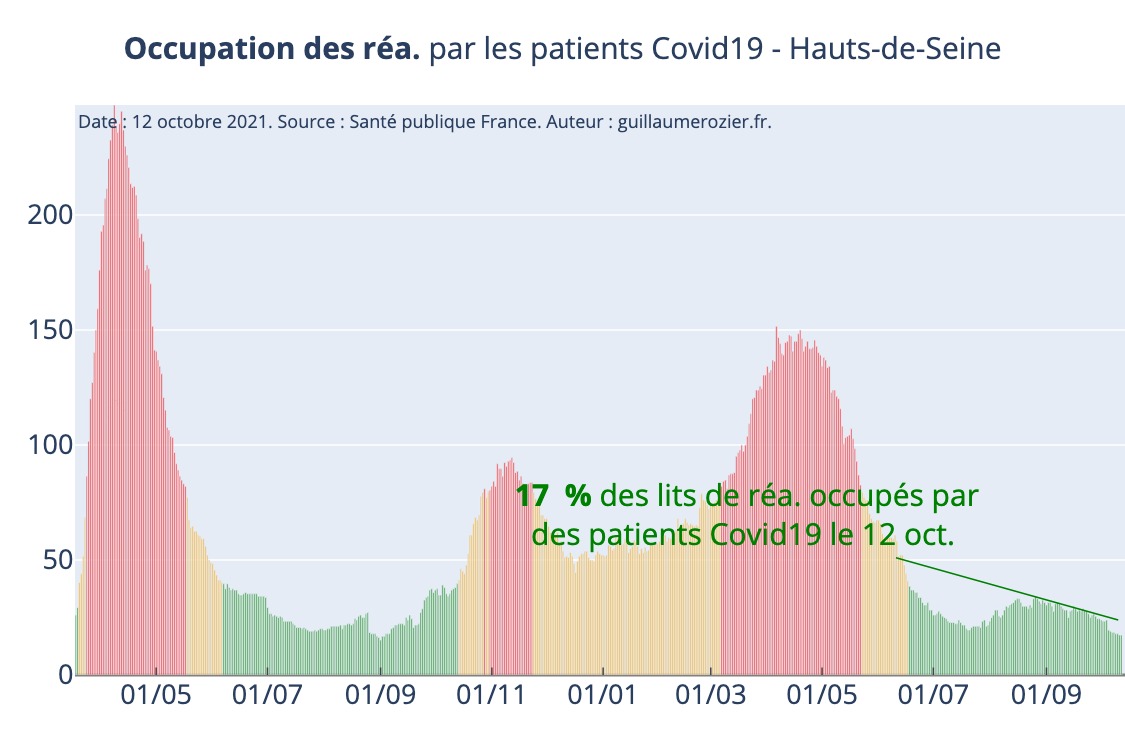 Occupation des réa. par les patients Covid19 - Hauts-de-Seine
Date : 12 octobre 2021. Source : Santé publique France. Auteur : guillaumerozier.fr.
200
150
100
17 % des lits de réa. occupés par
des patients Covid19 le 12 oct.
50
0
01/05 01/07 01/09 01/11 01/01 01/03 01/05 01/07 01/09